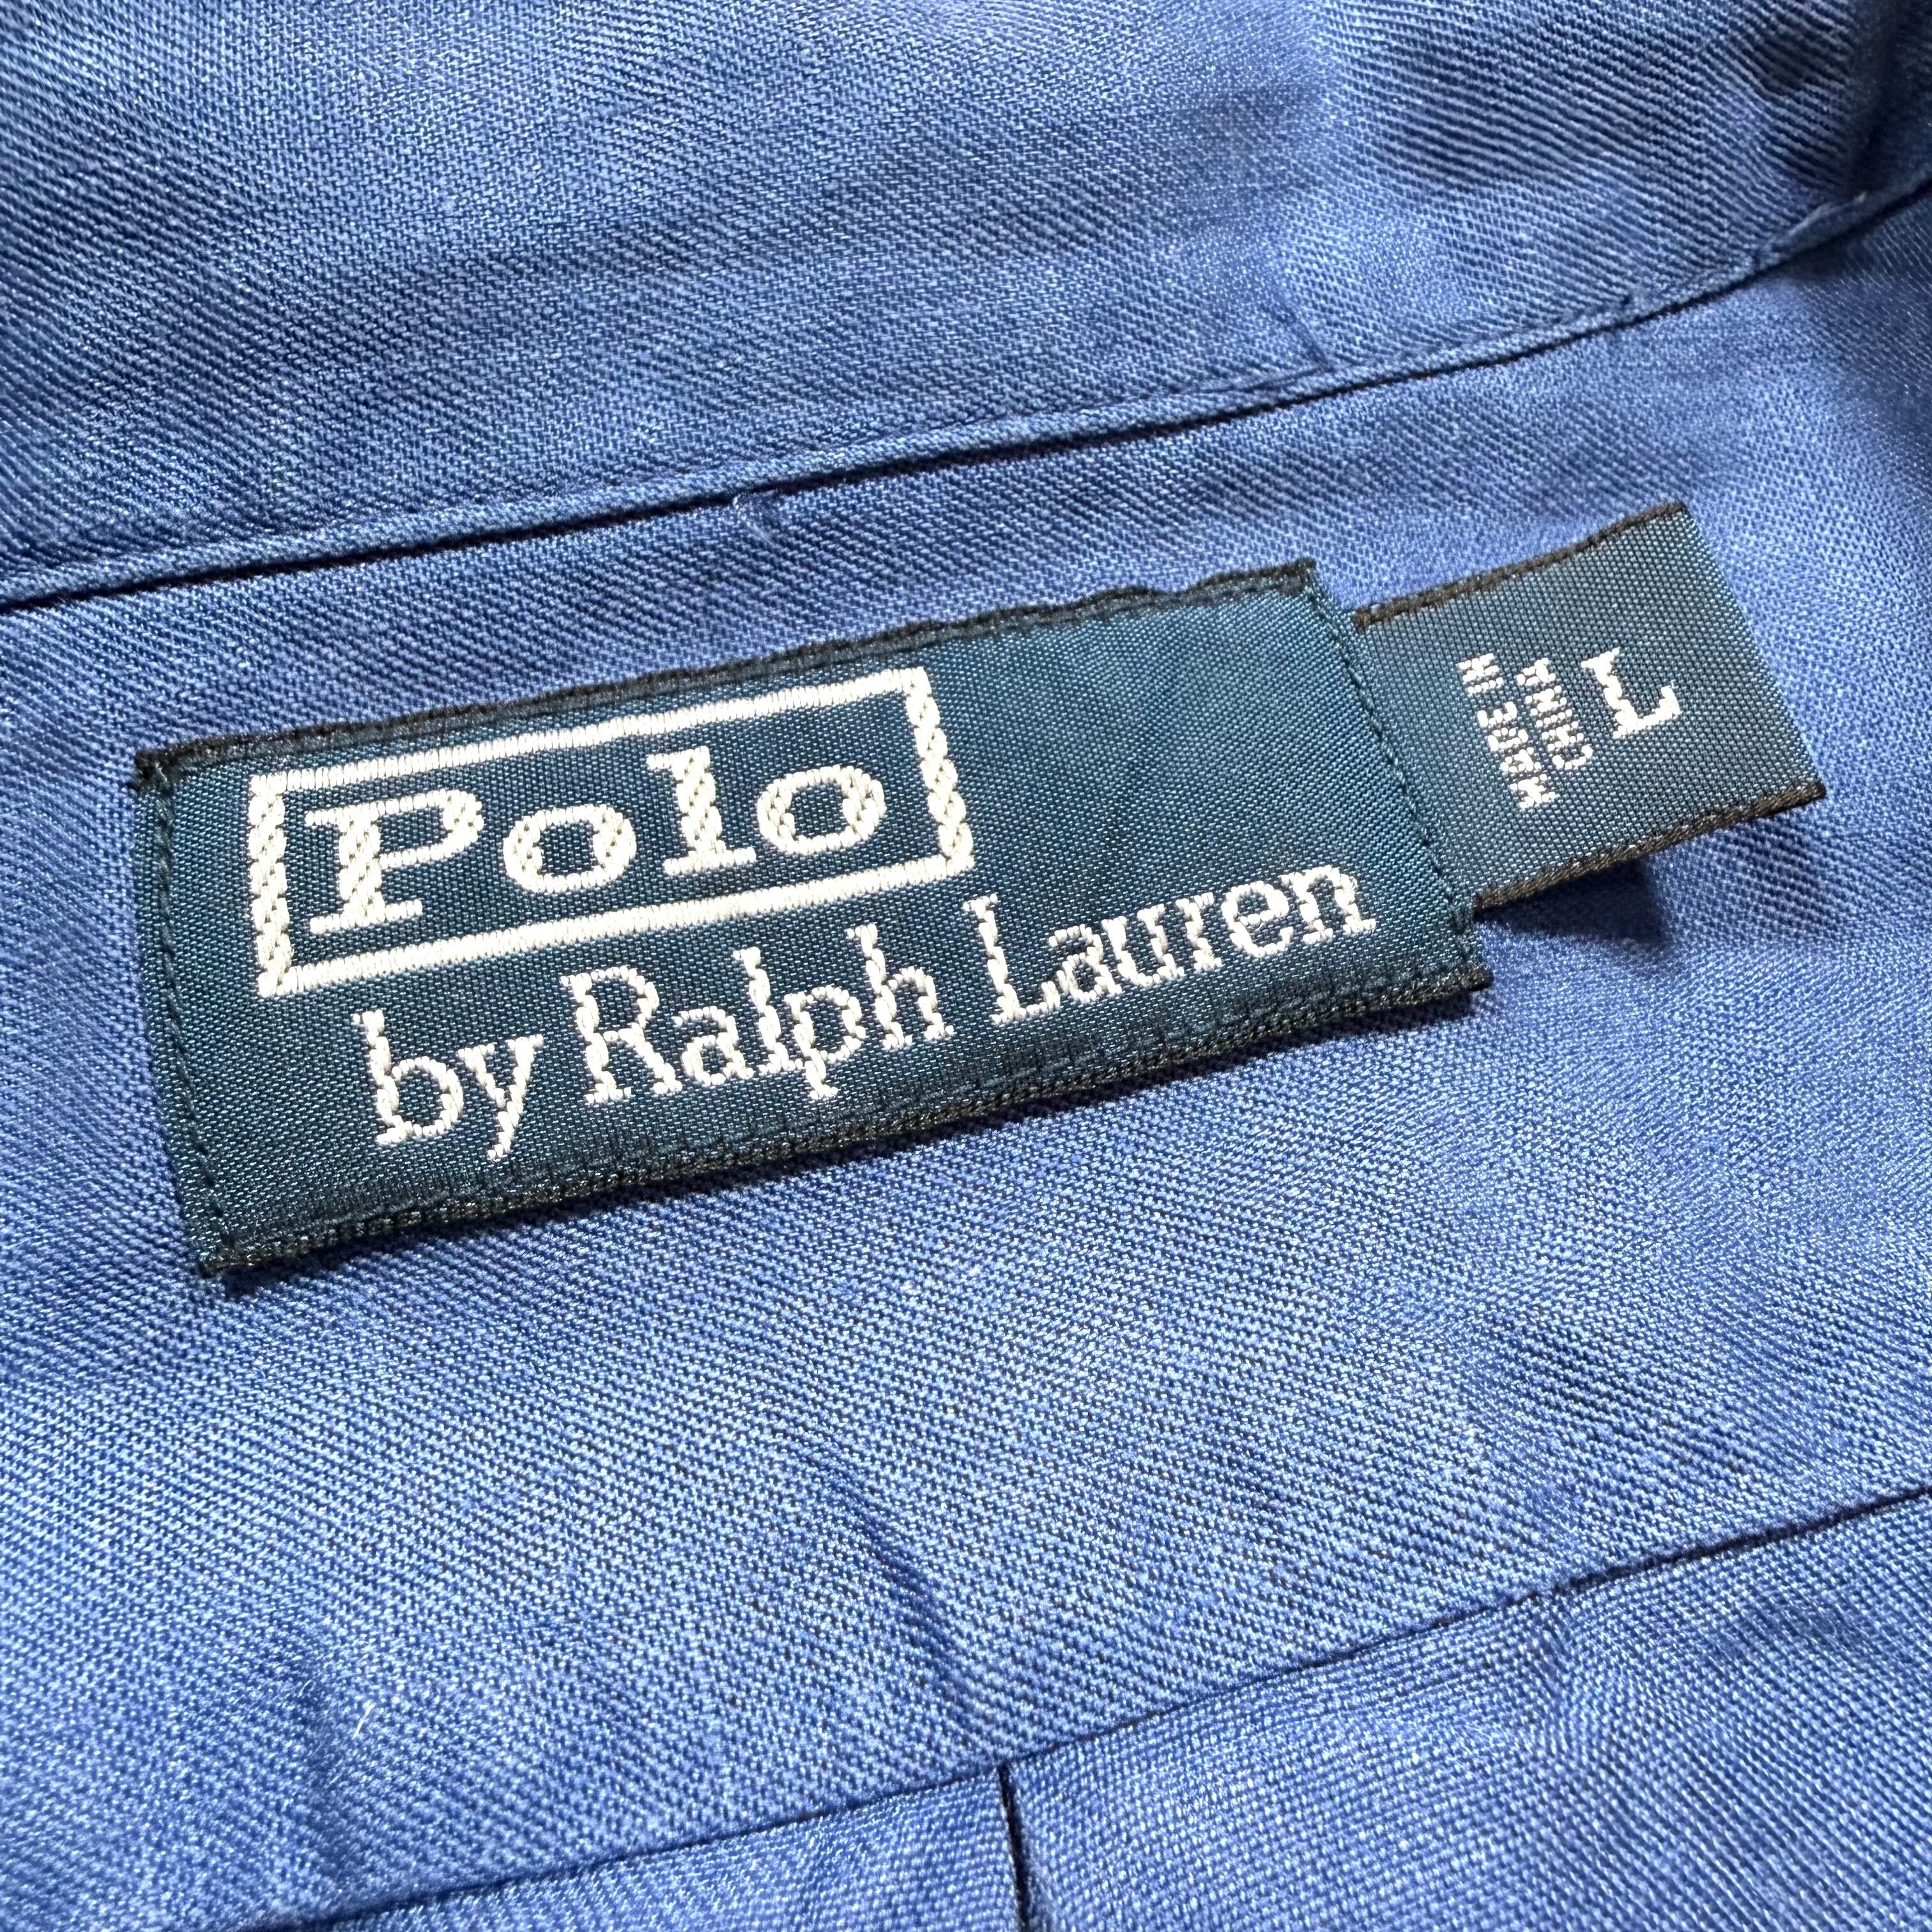 Polo
by Ralph Lauren
MADE IN
CHINA
L